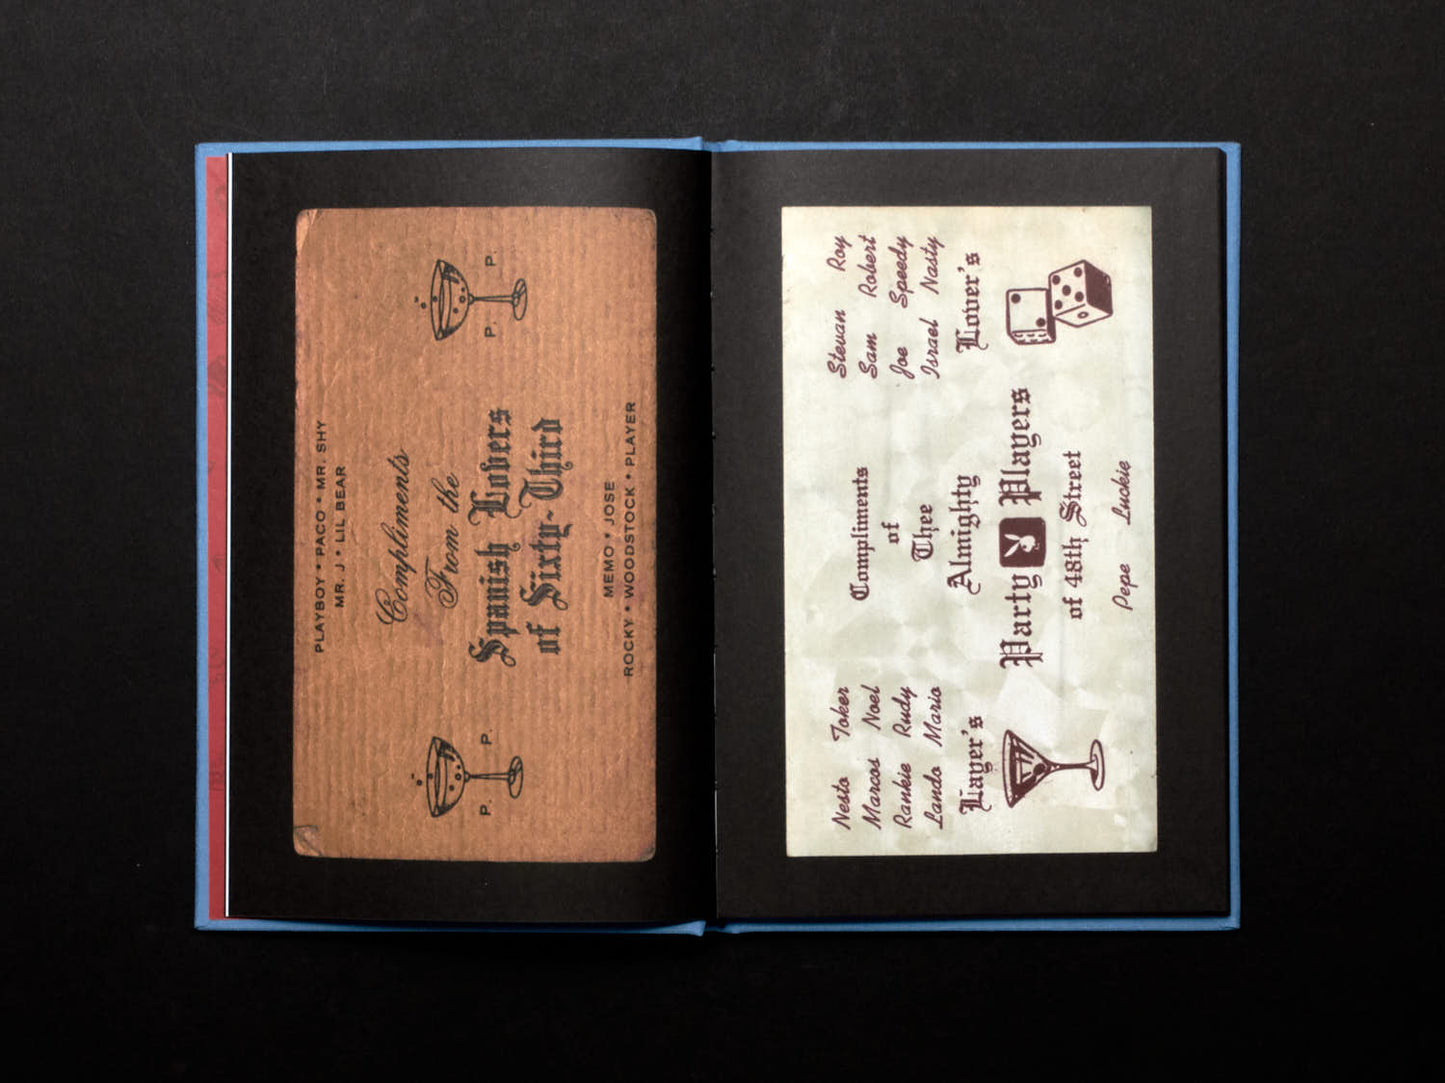 PLAYBOY • PACO • MR. SHY
MR. J • LIL BEAR
Compliments
From the
Spanish Lovers
of Sixty-Third
P. P.
P. P.
MEMO • JOSE
ROCKY • WOODSTOCK • PLAYER
Nesto Toker
Marcos Noel
Rankie Rudy
Lando Mario
Layer's
Compliments
of
Thee
Almighty
Party Players
of 48th Street
Stevan Roy
Sam Robert
Joe Speedy
Israel Nasty
Lover's
Pepe Luckie